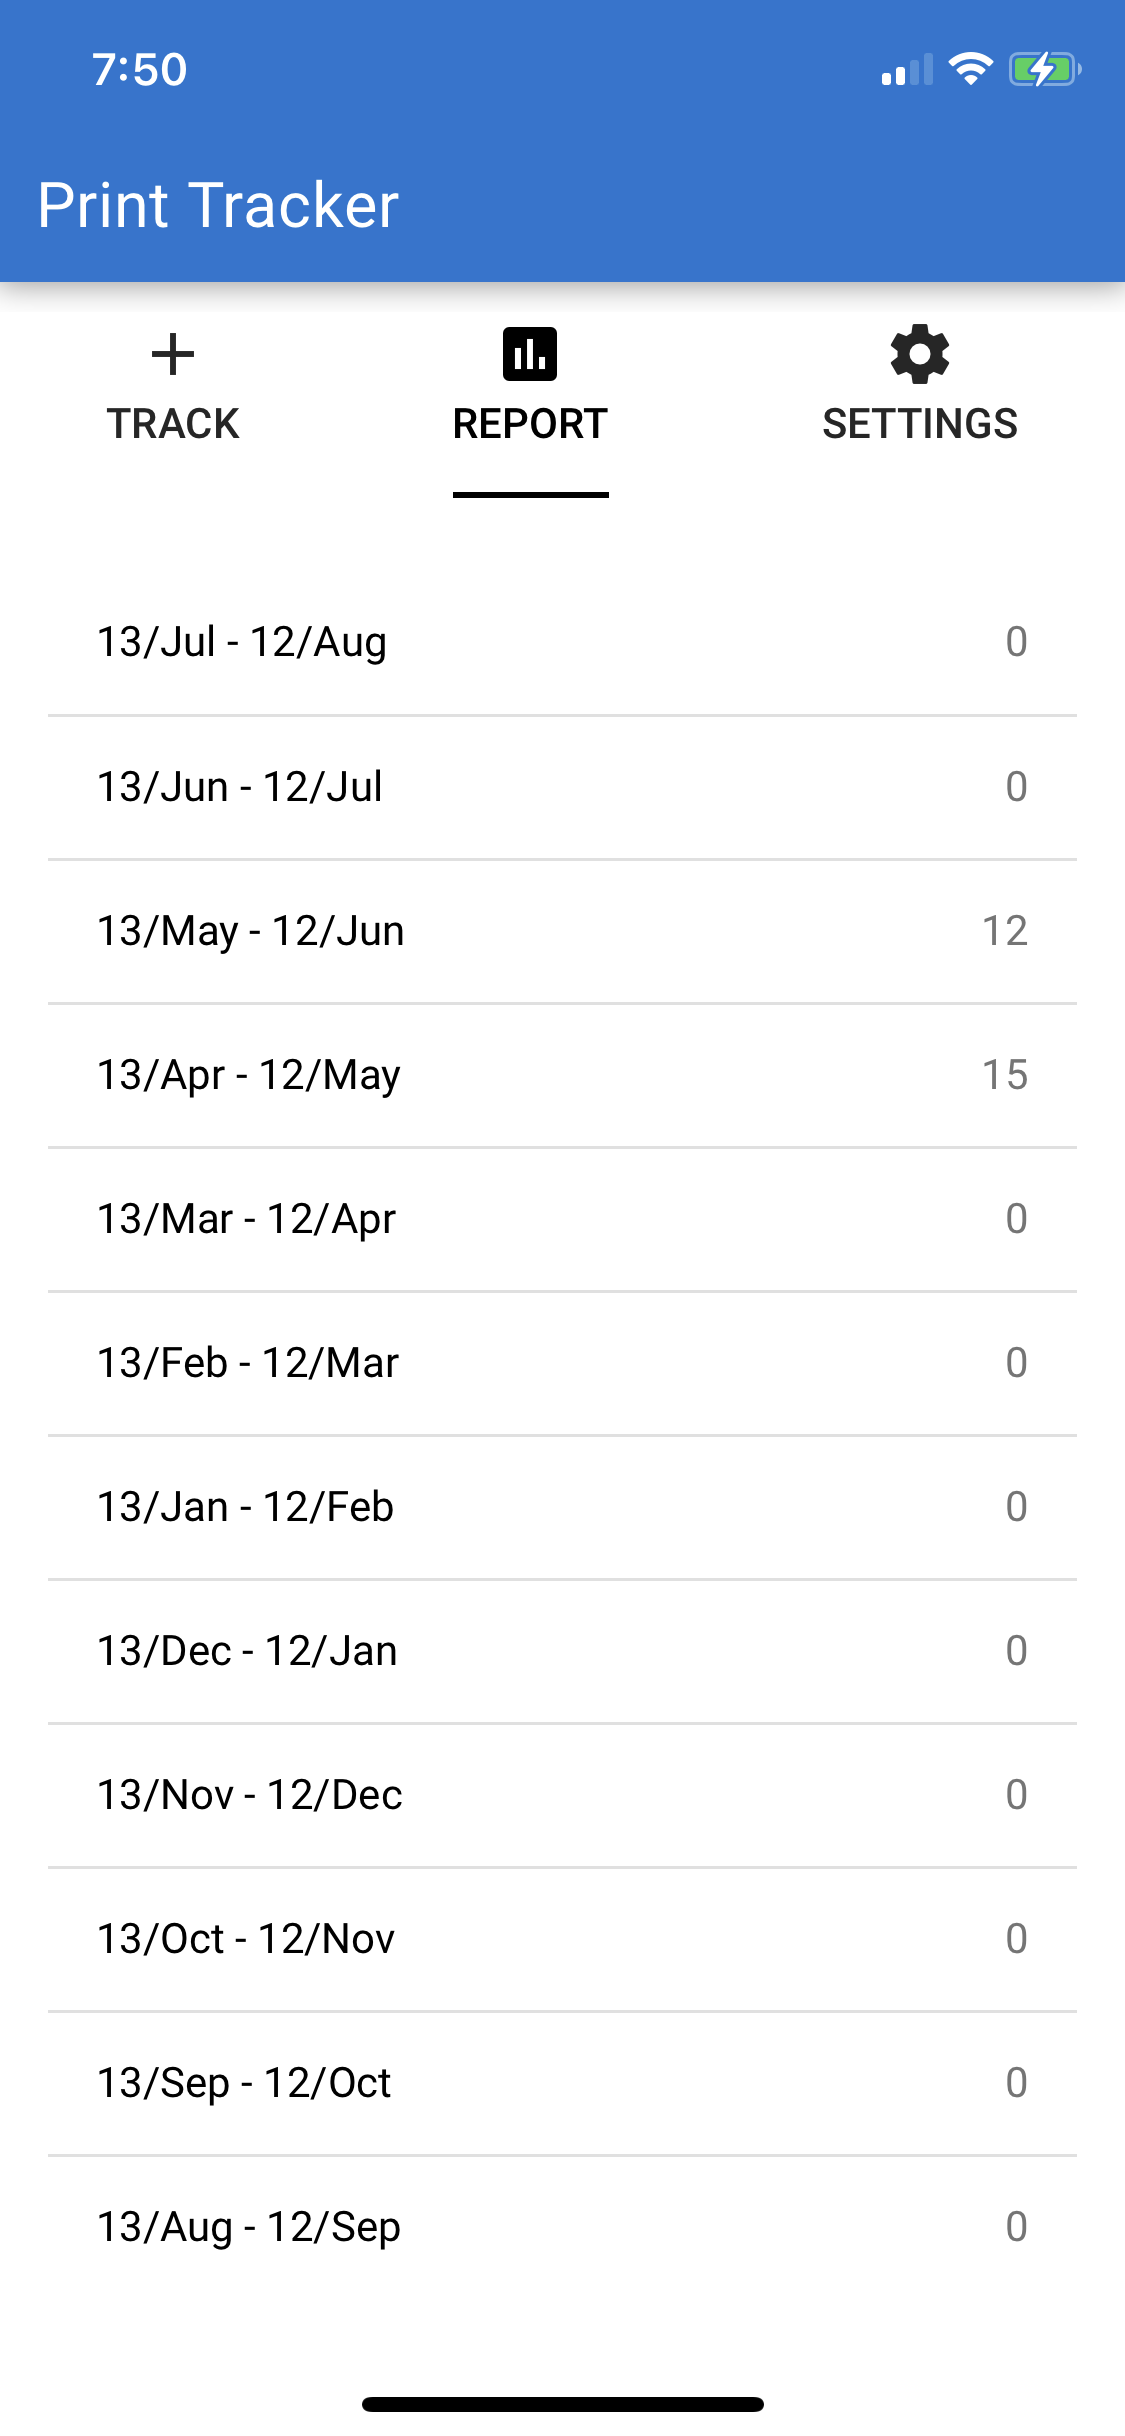 7:50
Print Tracker
TRACK REPORT SETTINGS
13/Jul - 12/Aug 0
13/Jun - 12/Jul 0
13/May - 12/Jun 12
13/Apr - 12/May 15
13/Mar - 12/Apr 0
13/Feb - 12/Mar 0
13/Jan - 12/Feb 0
13/Dec - 12/Jan 0
13/Nov - 12/Dec 0
13/Oct - 12/Nov 0
13/Sep - 12/Oct 0
13/Aug - 12/Sep 0